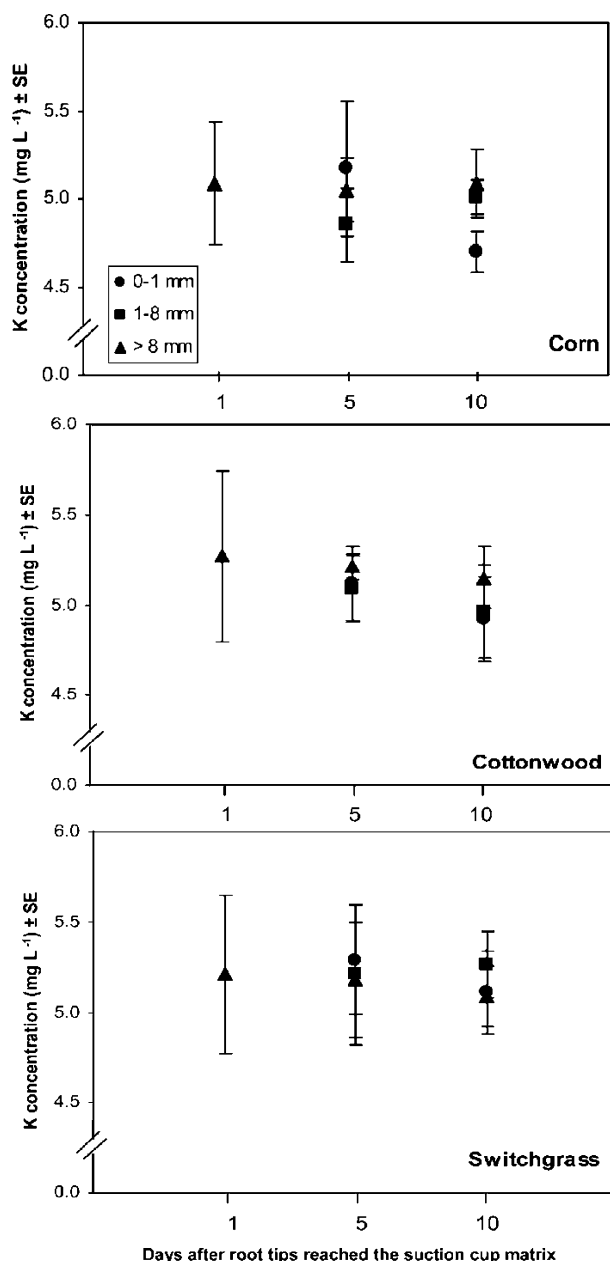 6.0
5.5
5.0
4.5
0.0
K concentration (mg L -1) ± SE
0-1 mm
1-8 mm
> 8 mm
Corn
1 5 10
6.0
5.5
5.0
4.5
0.0
K concentration (mg L -1) ± SE
Cottonwood
1 5 10
6.0
5.5
5.0
4.5
0.0
K concentration (mg L -1) ± SE
Switchgrass
1 5 10
Days after root tips reached the suction cup matrix